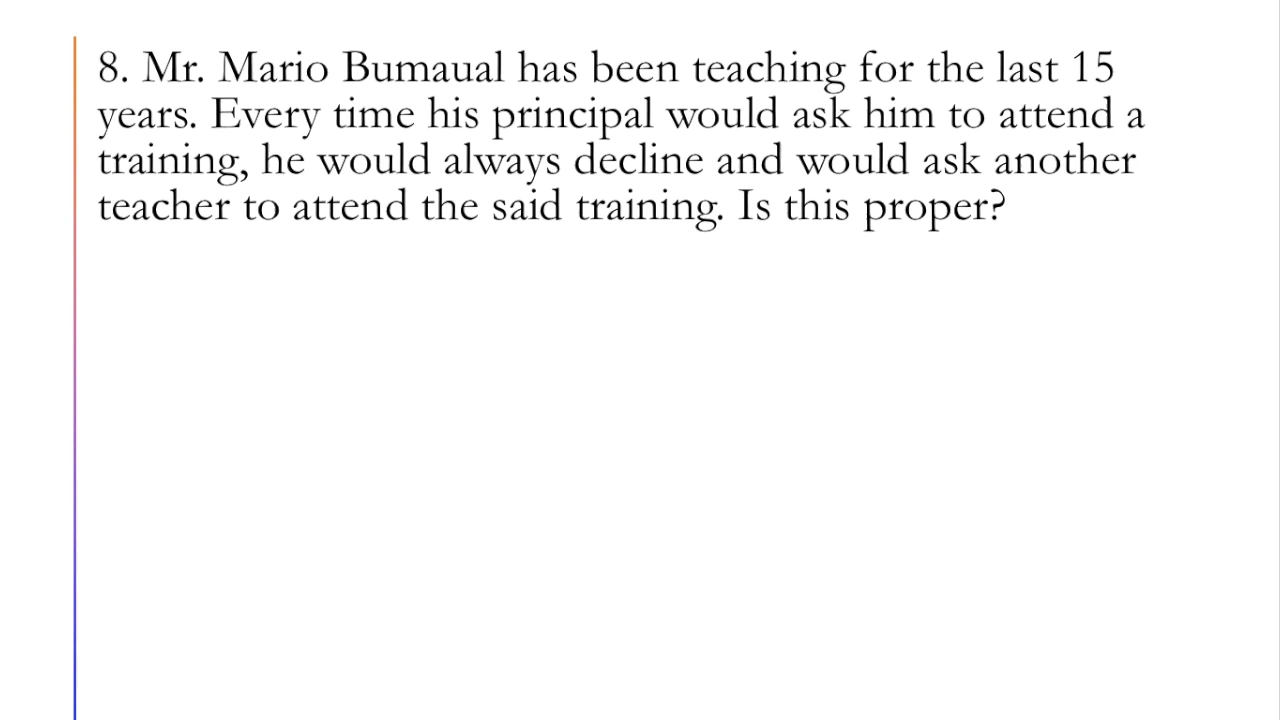 8. Mr. Mario Bumaual has been teaching for the last 15
years. Every time his principal would ask him to attend a
training, he would always decline and would ask another
teacher to attend the said training. Is this proper?